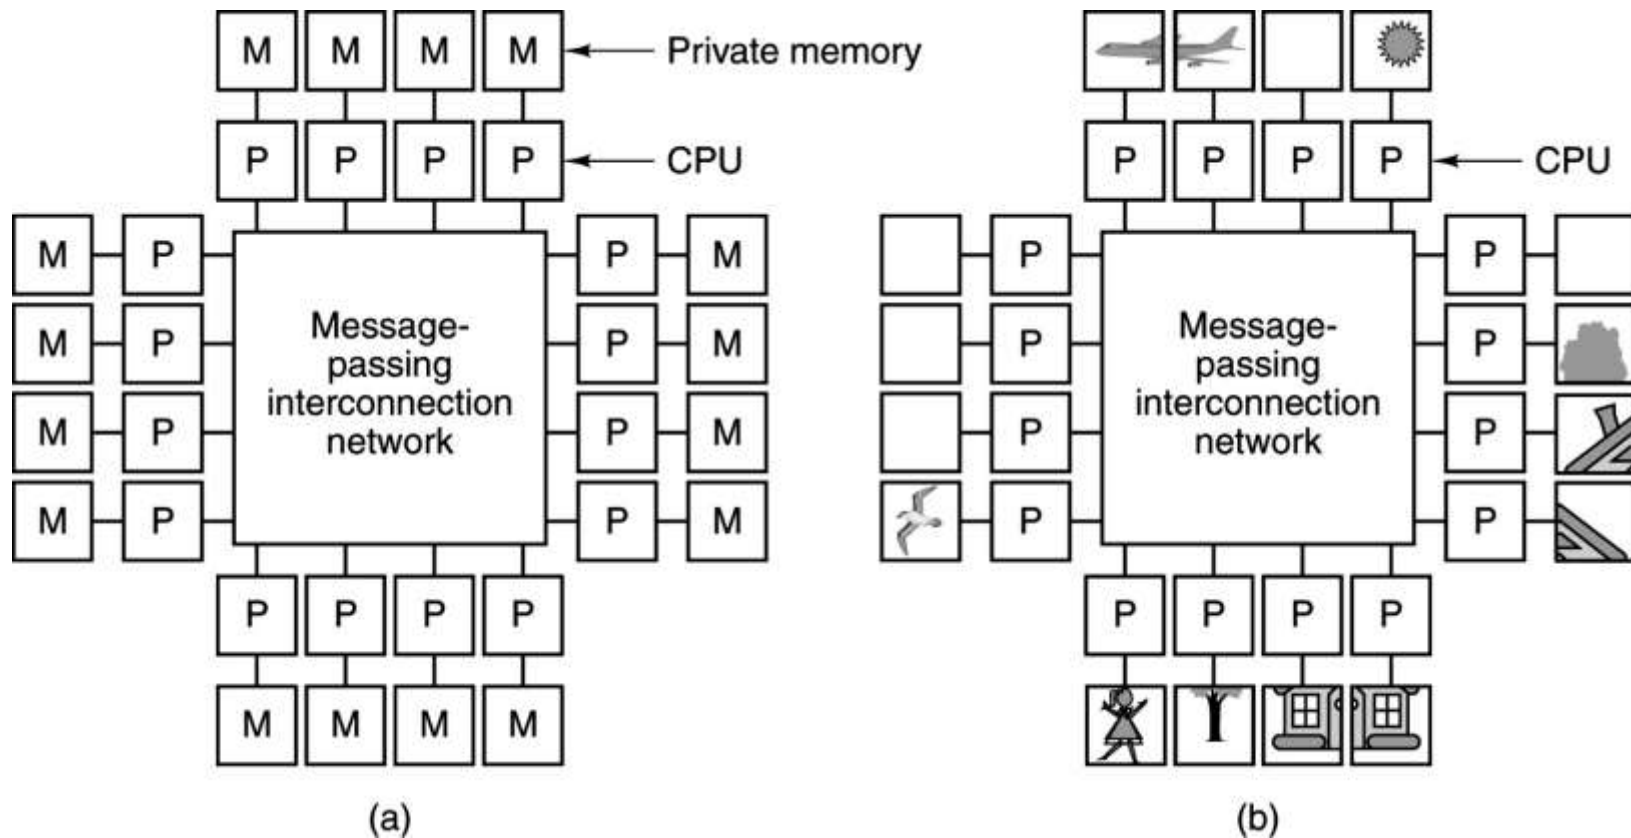 M M M M Private memory
P P P P CPU
M P P M
M P P M
M P P M
M P P M
Message-
passing
interconnection
network
P P P P
M M M M
(a)
P P P P CPU
P P
P P
P P
P P
Message-
passing
interconnection
network
P P P P
(b)